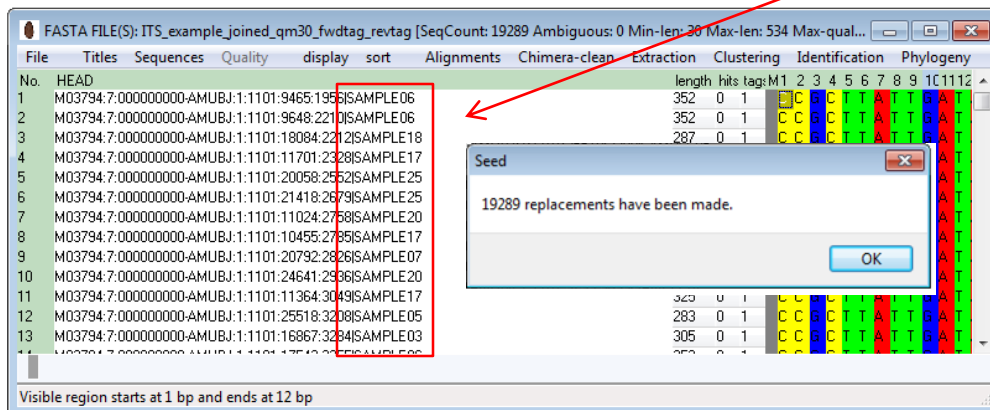 FASTA FILE(S): ITS_example_joined_qm30_fwdtag_revtag [SeqCount: 19289 Ambiguous: 0 Min-len: 30 Max-len: 534 Max-qual...
File Titles Sequences Quality display sort Alignments Chimera-clean Extraction Clustering Identification Phylogeny
No. HEAD length hits tags M1 2 3 4 5 6 7 8 9 101112
1 M03794:7:000000000-AMUBJ:1:1101:9465:1956|SAMPLE06 352 0 1 C C G C T T A T T G A T
2 M03794:7:000000000-AMUBJ:1:1101:9648:2210|SAMPLE06 352 0 1 C C G C T T A T T G A T
3 M03794:7:000000000-AMUBJ:1:1101:18084:2212|SAMPLE18 287 0 1 C C G C T T A T T G A T
4 M03794:7:000000000-AMUBJ:1:1101:11701:2328|SAMPLE17 A T
5 M03794:7:000000000-AMUBJ:1:1101:20058:2552|SAMPLE25 A T
6 M03794:7:000000000-AMUBJ:1:1101:21418:2679|SAMPLE25 A T
7 M03794:7:000000000-AMUBJ:1:1101:11024:2758|SAMPLE20 A T
8 M03794:7:000000000-AMUBJ:1:1101:10455:2785|SAMPLE17 A T
9 M03794:7:000000000-AMUBJ:1:1101:20792:2826|SAMPLE07 A T
10 M03794:7:000000000-AMUBJ:1:1101:24641:2936|SAMPLE20 A T
11 M03794:7:000000000-AMUBJ:1:1101:11364:3049|SAMPLE17 325 0 1 C C G C T T A T T G A T
12 M03794:7:000000000-AMUBJ:1:1101:25518:3208|SAMPLE05 283 0 1 C C G C T T A T T G A T
13 M03794:7:000000000-AMUBJ:1:1101:16867:3284|SAMPLE03 305 0 1 C C G C T T A T T G A T
Seed
19289 replacements have been made.
OK
Visible region starts at 1 bp and ends at 12 bp